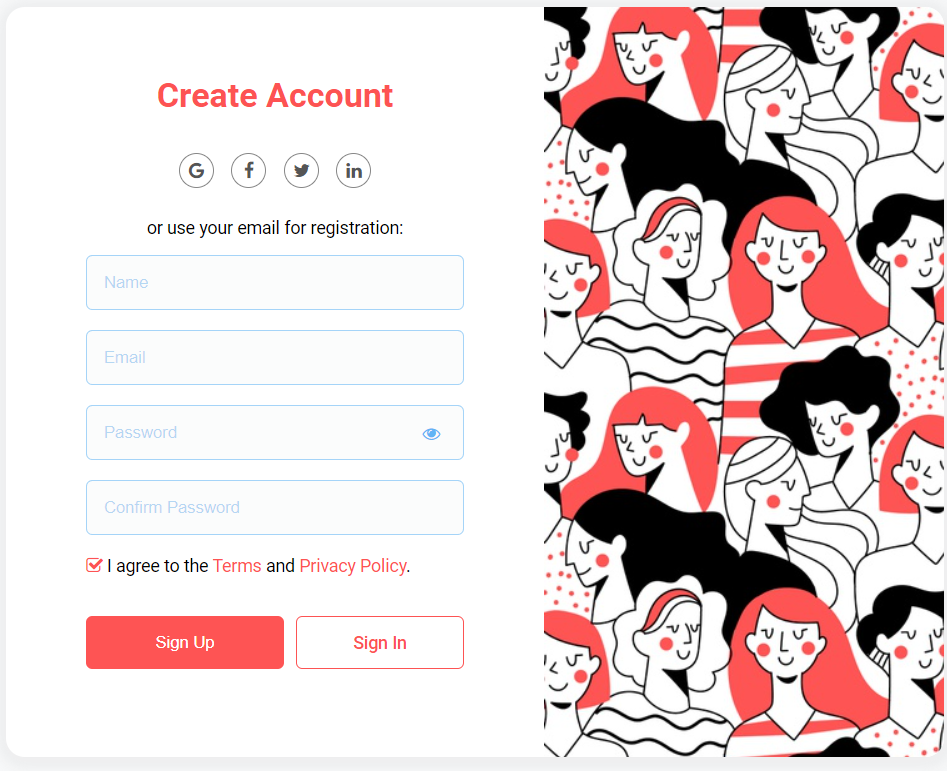 Create Account
G f in
or use your email for registration:
Name
Email
Password
Confirm Password
I agree to the Terms and Privacy Policy.
Sign Up Sign In